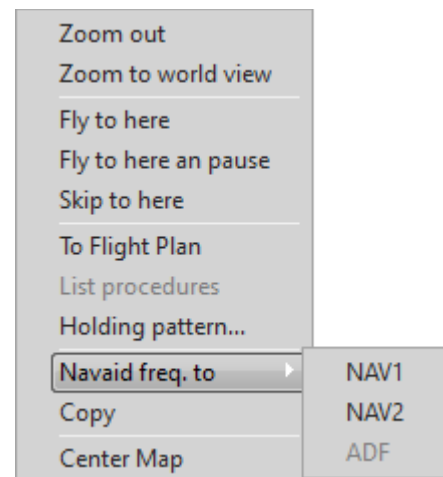 Zoom out
Zoom to world view
Fly to here
Fly to here an pause
Skip to here
To Flight Plan
List procedures
Holding pattern...
Navaid freq. to
NAV1
Copy
NAV2
Center Map
ADF